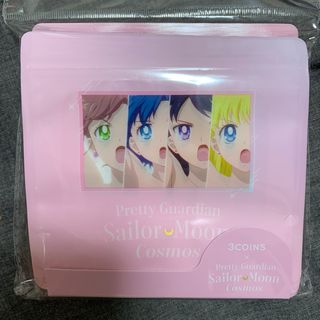 Pretty Guardian
Sailor Moon
Cosmos
3COINS
×
Pretty Guardian
Sailor Moon
Cosmos